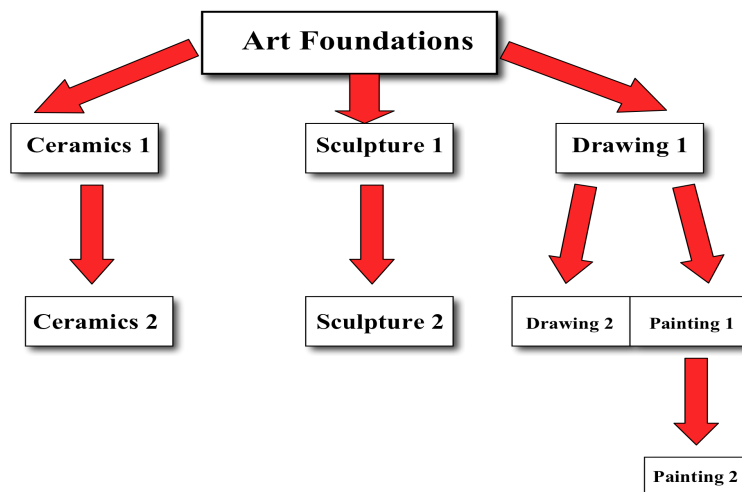 Art Foundations
Ceramics 1
Sculpture 1
Drawing 1
Ceramics 2
Sculpture 2
Drawing 2
Painting 1
Painting 2